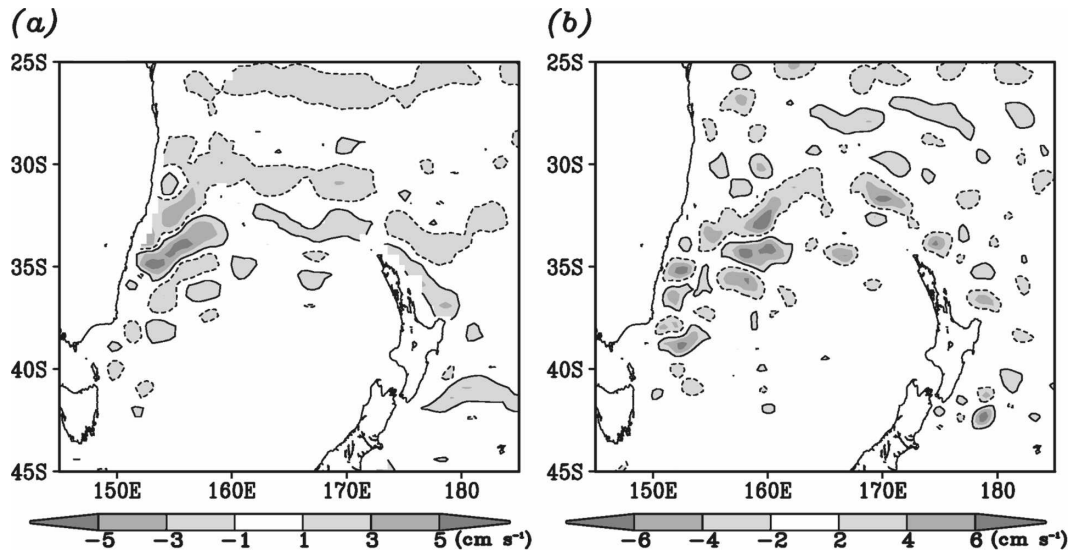 (a) (b)
25S 25S
30S 30S
35S 35S
40S 40S
45S 45S
150E 160E 170E 180 150E 160E 170E 180
−5 −3 −1 1 3 5 (cm s⁻¹) −6 −4 −2 2 4 6 (cm s⁻¹)